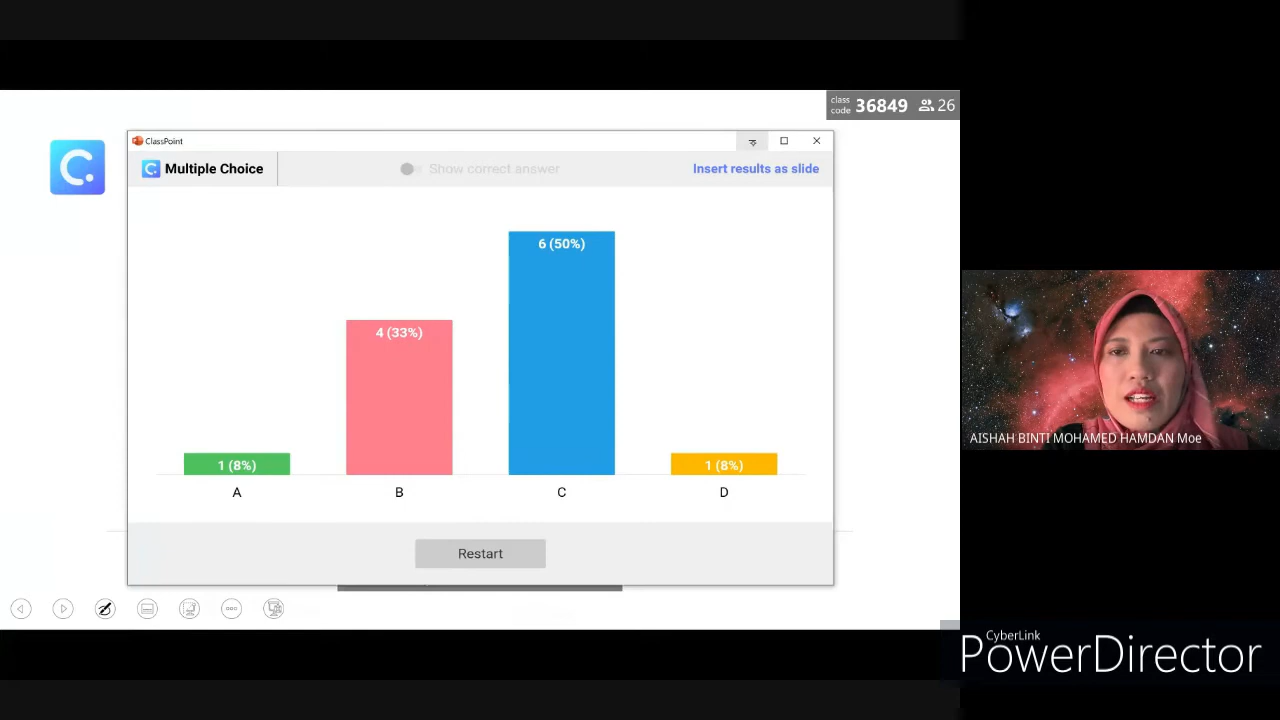 class
code 36849 26
ClassPoint
Multiple Choice
Show correct answer
Insert results as slide
6 (50%)
4 (33%)
1 (8%)
1 (8%)
A
B
C
D
Restart
AISHAH BINTI MOHAMED HAMDAN Moe
CyberLink
PowerDirector